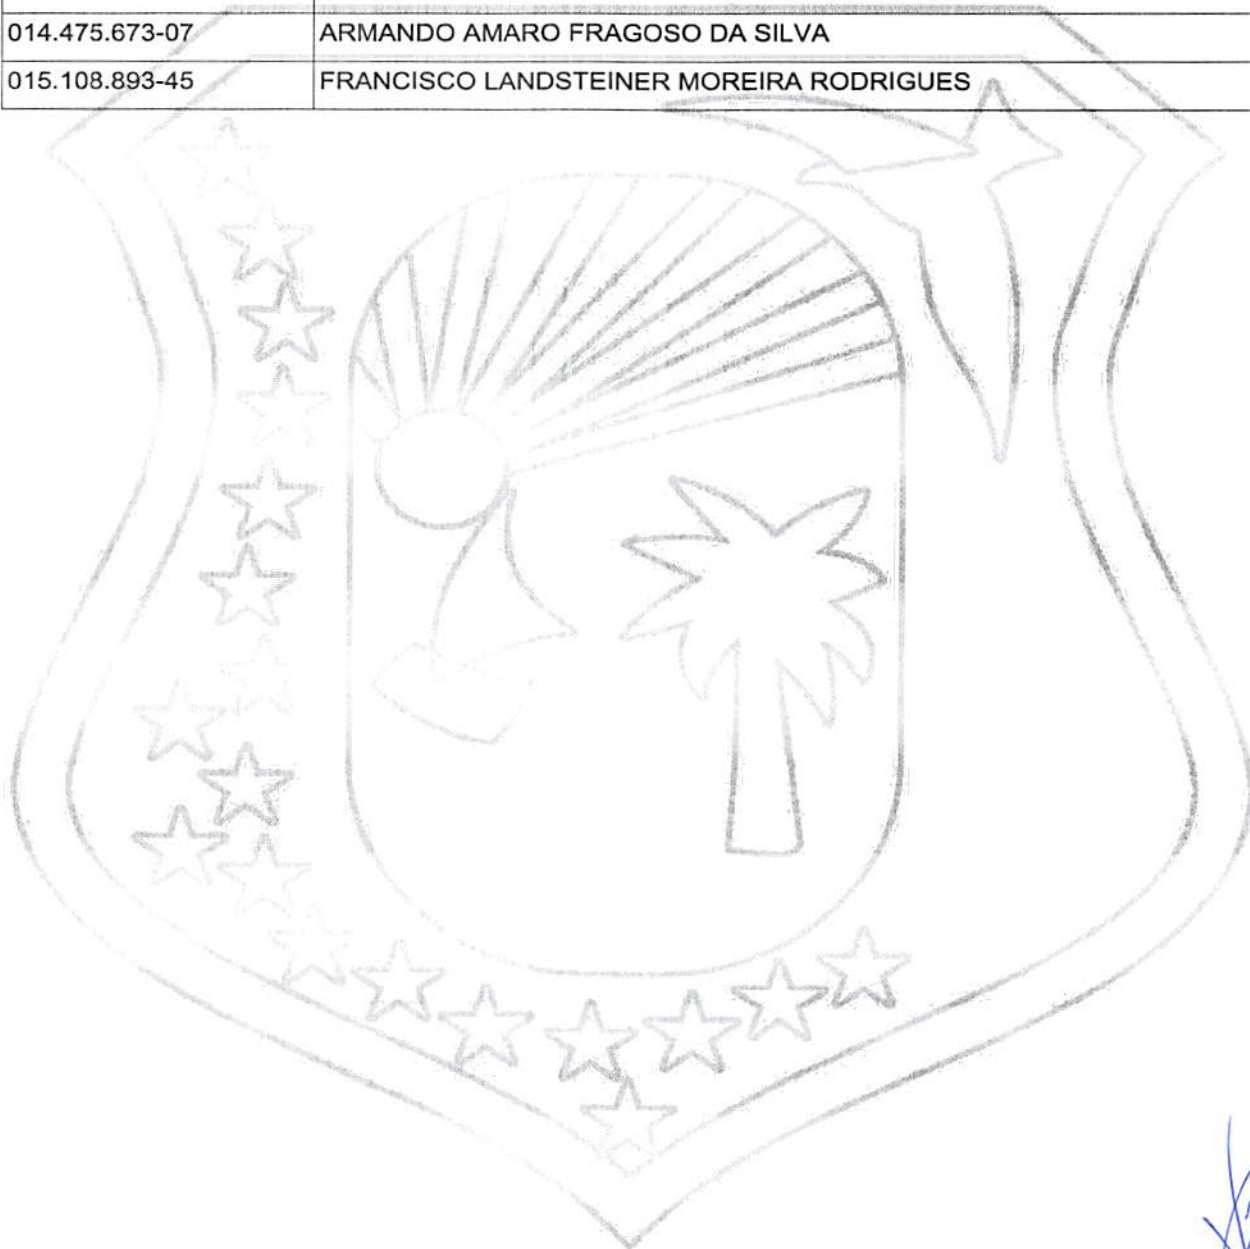 014.475.673-07 ARMANDO AMARO FRAGOSO DA SILVA
015.108.893-45 FRANCISCO LANDSTEINER MOREIRA RODRIGUES